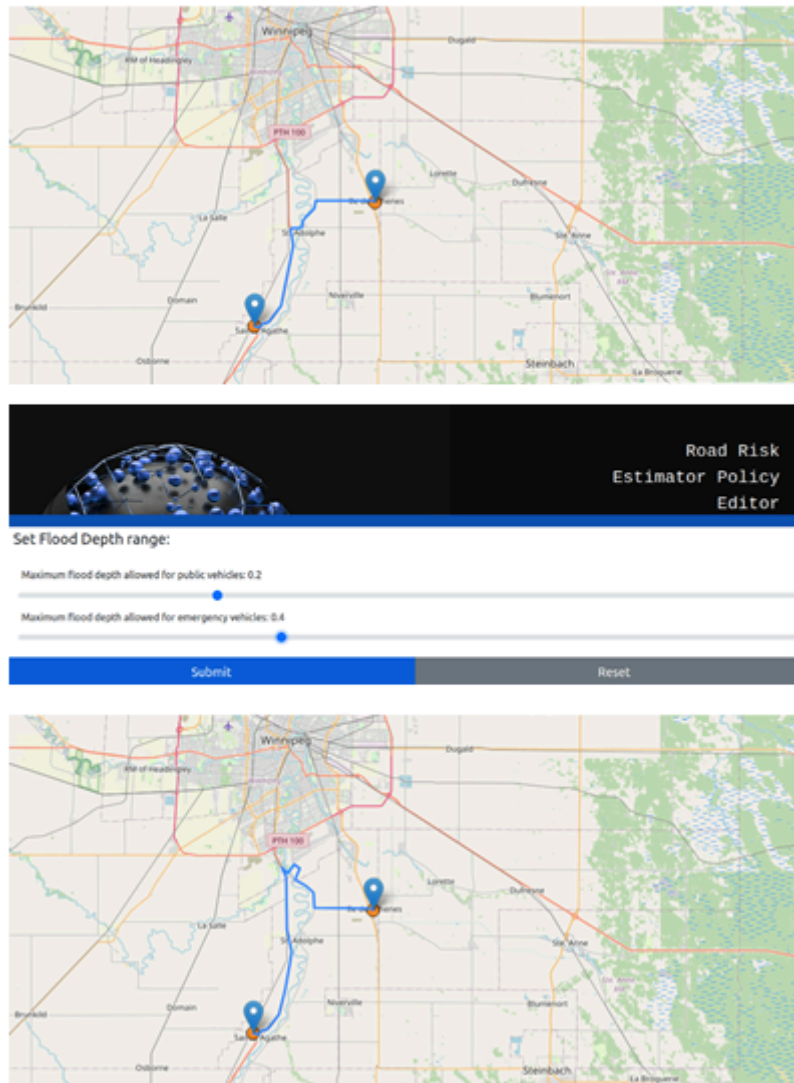 Winnipeg
Dugald
RM of Headingley
PTH 100
Lorette
Dufresne
La Salle
St. Adolphe
Ste. Anne
Domain
Niverville
Blumenort
Brunkild
Osborne
Steinbach
La Broquerie
Road Risk
Estimator Policy
Editor
Set Flood Depth range:
Maximum flood depth allowed for public vehicles: 0.2
Maximum flood depth allowed for emergency vehicles: 0.4
Submit
Reset
Winnipeg
Dugald
RM of Headingley
PTH 100
Lorette
Dufresne
La Salle
St. Adolphe
Ste. Anne
Domain
Niverville
Blumenort
Brunkild
Osborne
Steinbach
La Broquerie